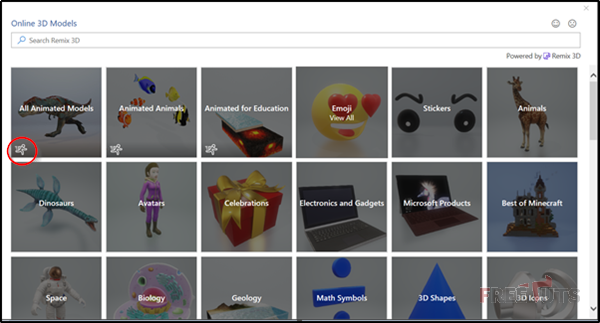 Online 3D Models
Search Remix 3D
Powered by Remix 3D
All Animated Models
Animated Animals
Animated for Education
Emoji
View All
Stickers
Animals
Dinosaurs
Avatars
Celebrations
Electronics and Gadgets
Microsoft Products
Best of Minecraft
Space
Biology
Geology
Math Symbols
3D Shapes
3D Icons